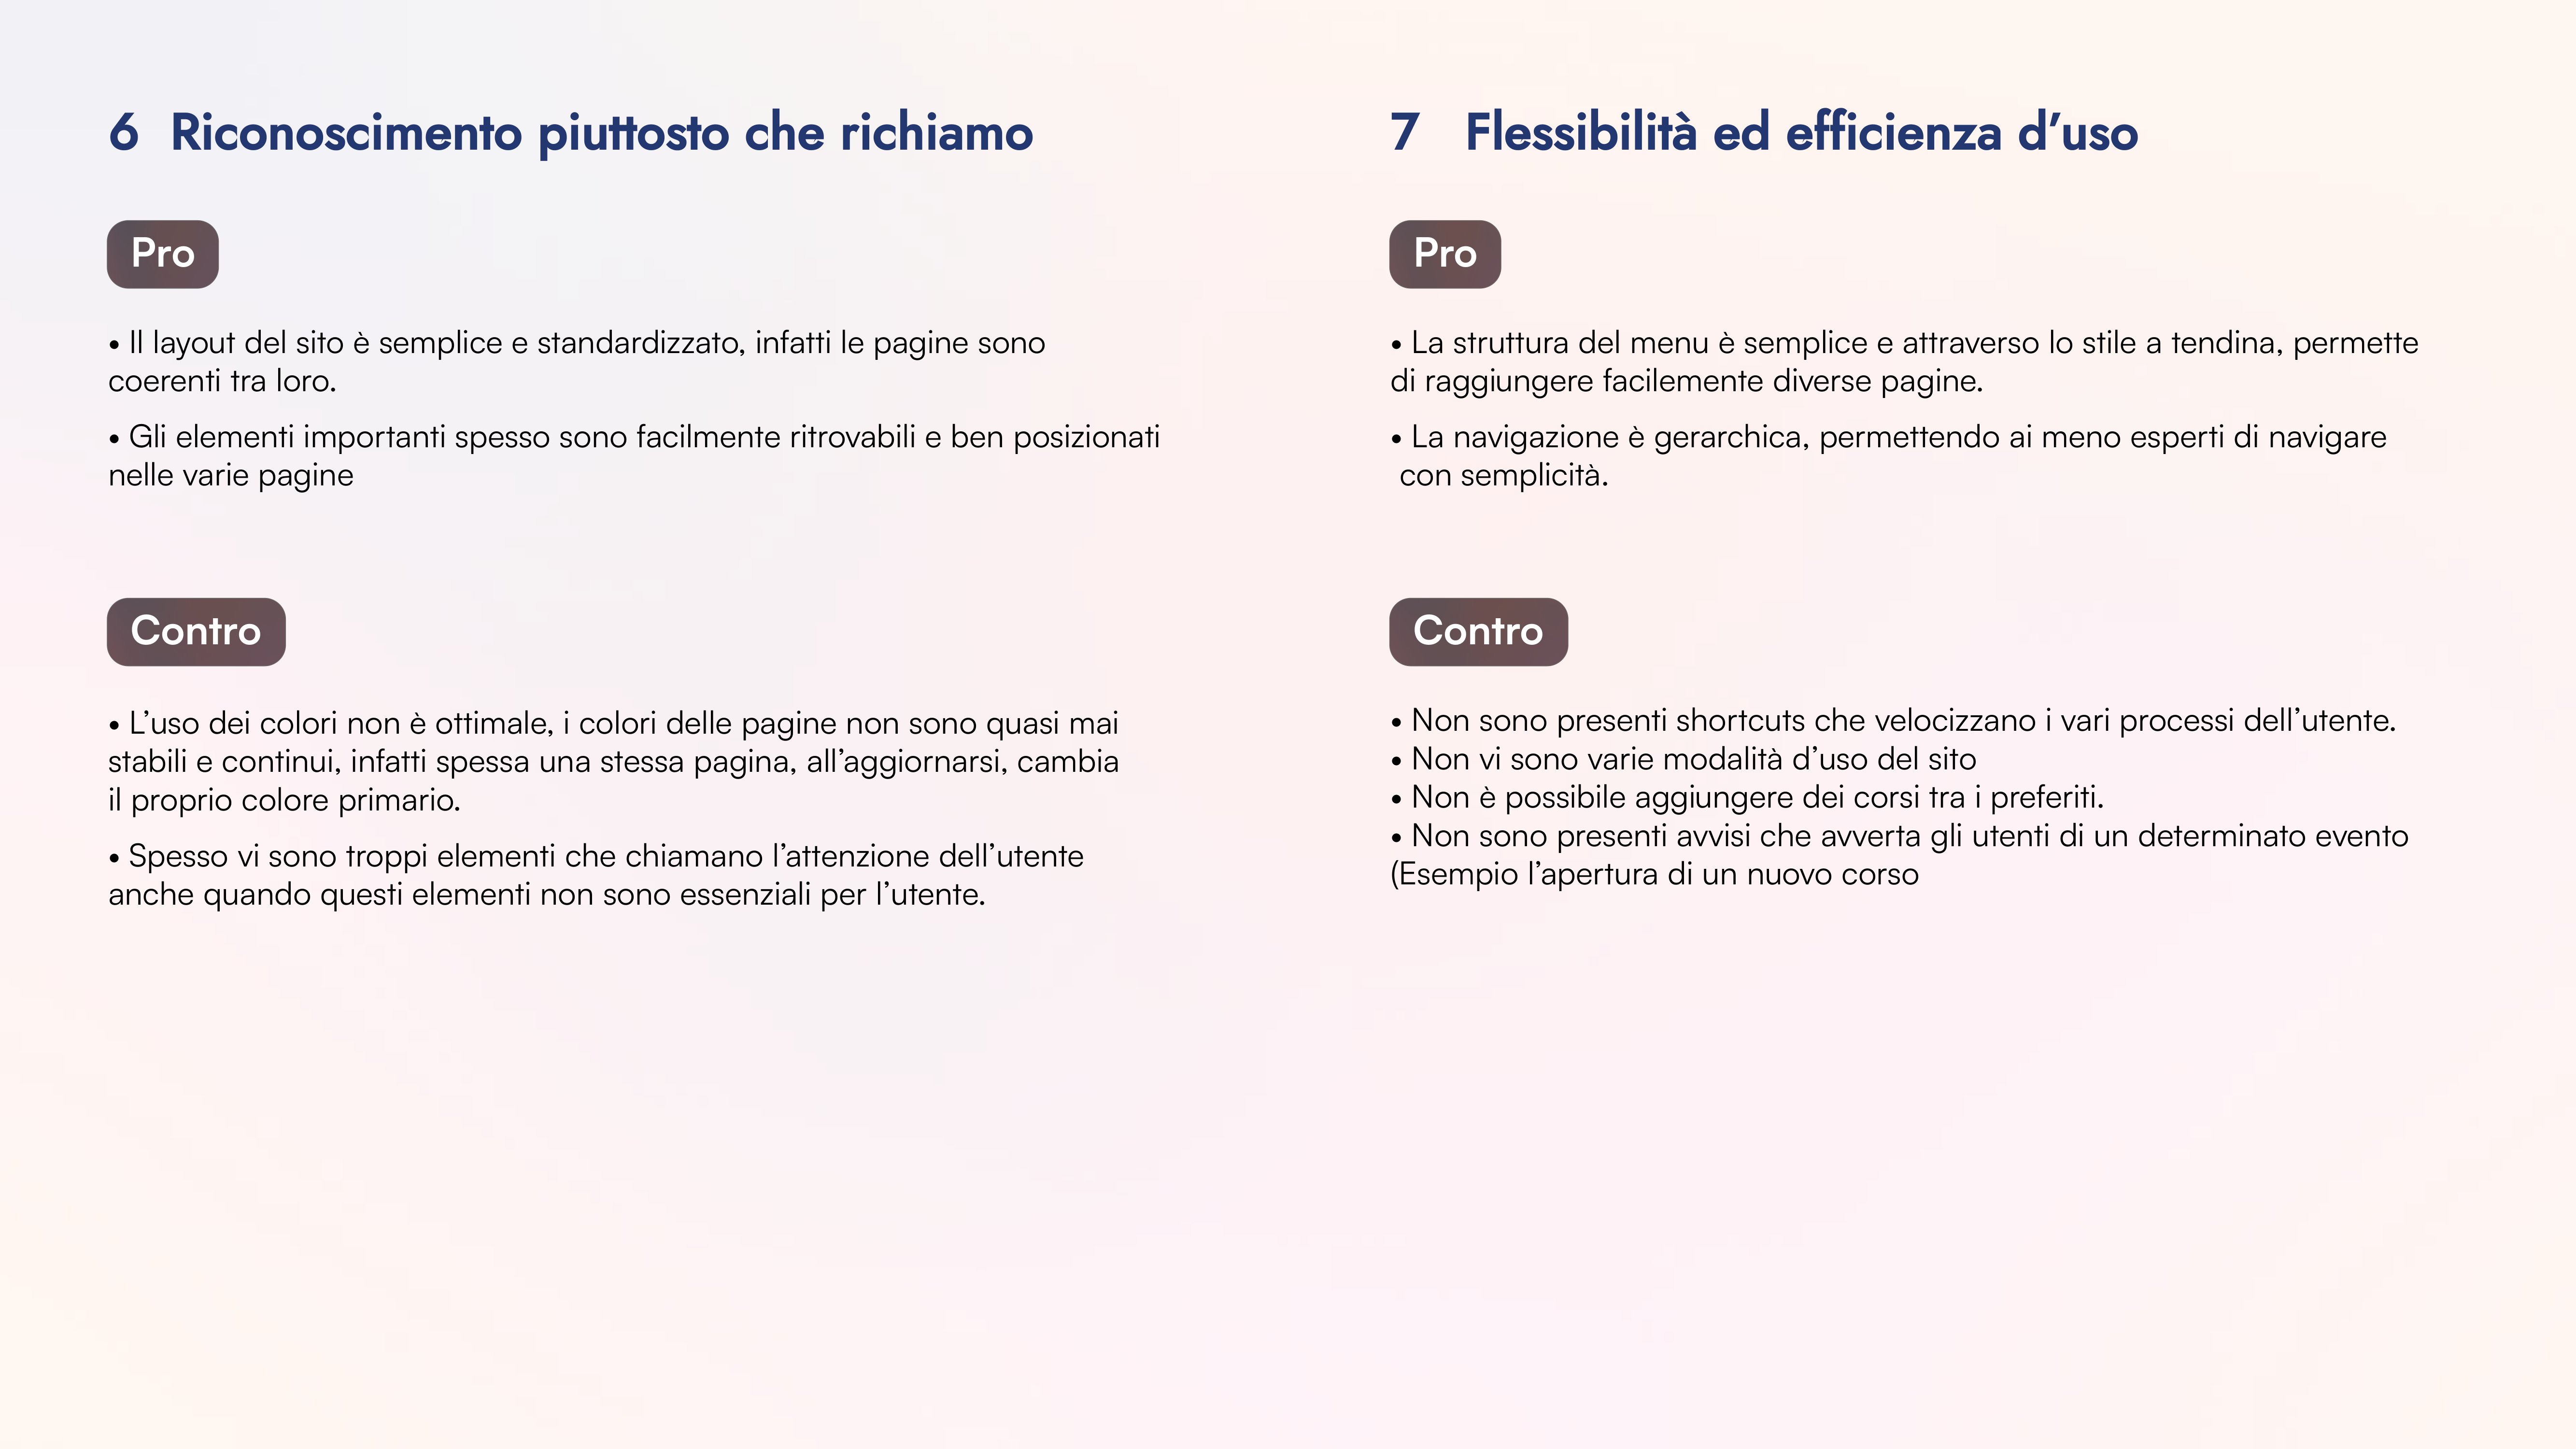 6 Riconoscimento piuttosto che richiamo
Pro
• Il layout del sito è semplice e standardizzato, infatti le pagine sono
coerenti tra loro.
• Gli elementi importanti spesso sono facilmente ritrovabili e ben posizionati
nelle varie pagine
Contro
• L’uso dei colori non è ottimale, i colori delle pagine non sono quasi mai
stabili e continui, infatti spessa una stessa pagina, all’aggiornarsi, cambia
il proprio colore primario.
• Spesso vi sono troppi elementi che chiamano l’attenzione dell’utente
anche quando questi elementi non sono essenziali per l’utente.
7 Flessibilità ed efficienza d’uso
Pro
• La struttura del menu è semplice e attraverso lo stile a tendina, permette
di raggiungere facilemente diverse pagine.
• La navigazione è gerarchica, permettendo ai meno esperti di navigare
con semplicità.
Contro
• Non sono presenti shortcuts che velocizzano i vari processi dell’utente.
• Non vi sono varie modalità d’uso del sito
• Non è possibile aggiungere dei corsi tra i preferiti.
• Non sono presenti avvisi che avverta gli utenti di un determinato evento
(Esempio l’apertura di un nuovo corso